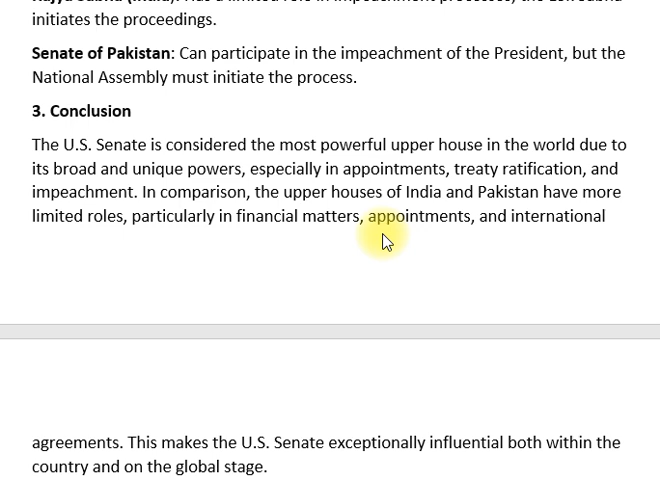 initiates the proceedings.
Senate of Pakistan: Can participate in the impeachment of the President, but the
National Assembly must initiate the process.
3. Conclusion
The U.S. Senate is considered the most powerful upper house in the world due to
its broad and unique powers, especially in appointments, treaty ratification, and
impeachment. In comparison, the upper houses of India and Pakistan have more
limited roles, particularly in financial matters, appointments, and international
agreements. This makes the U.S. Senate exceptionally influential both within the
country and on the global stage.